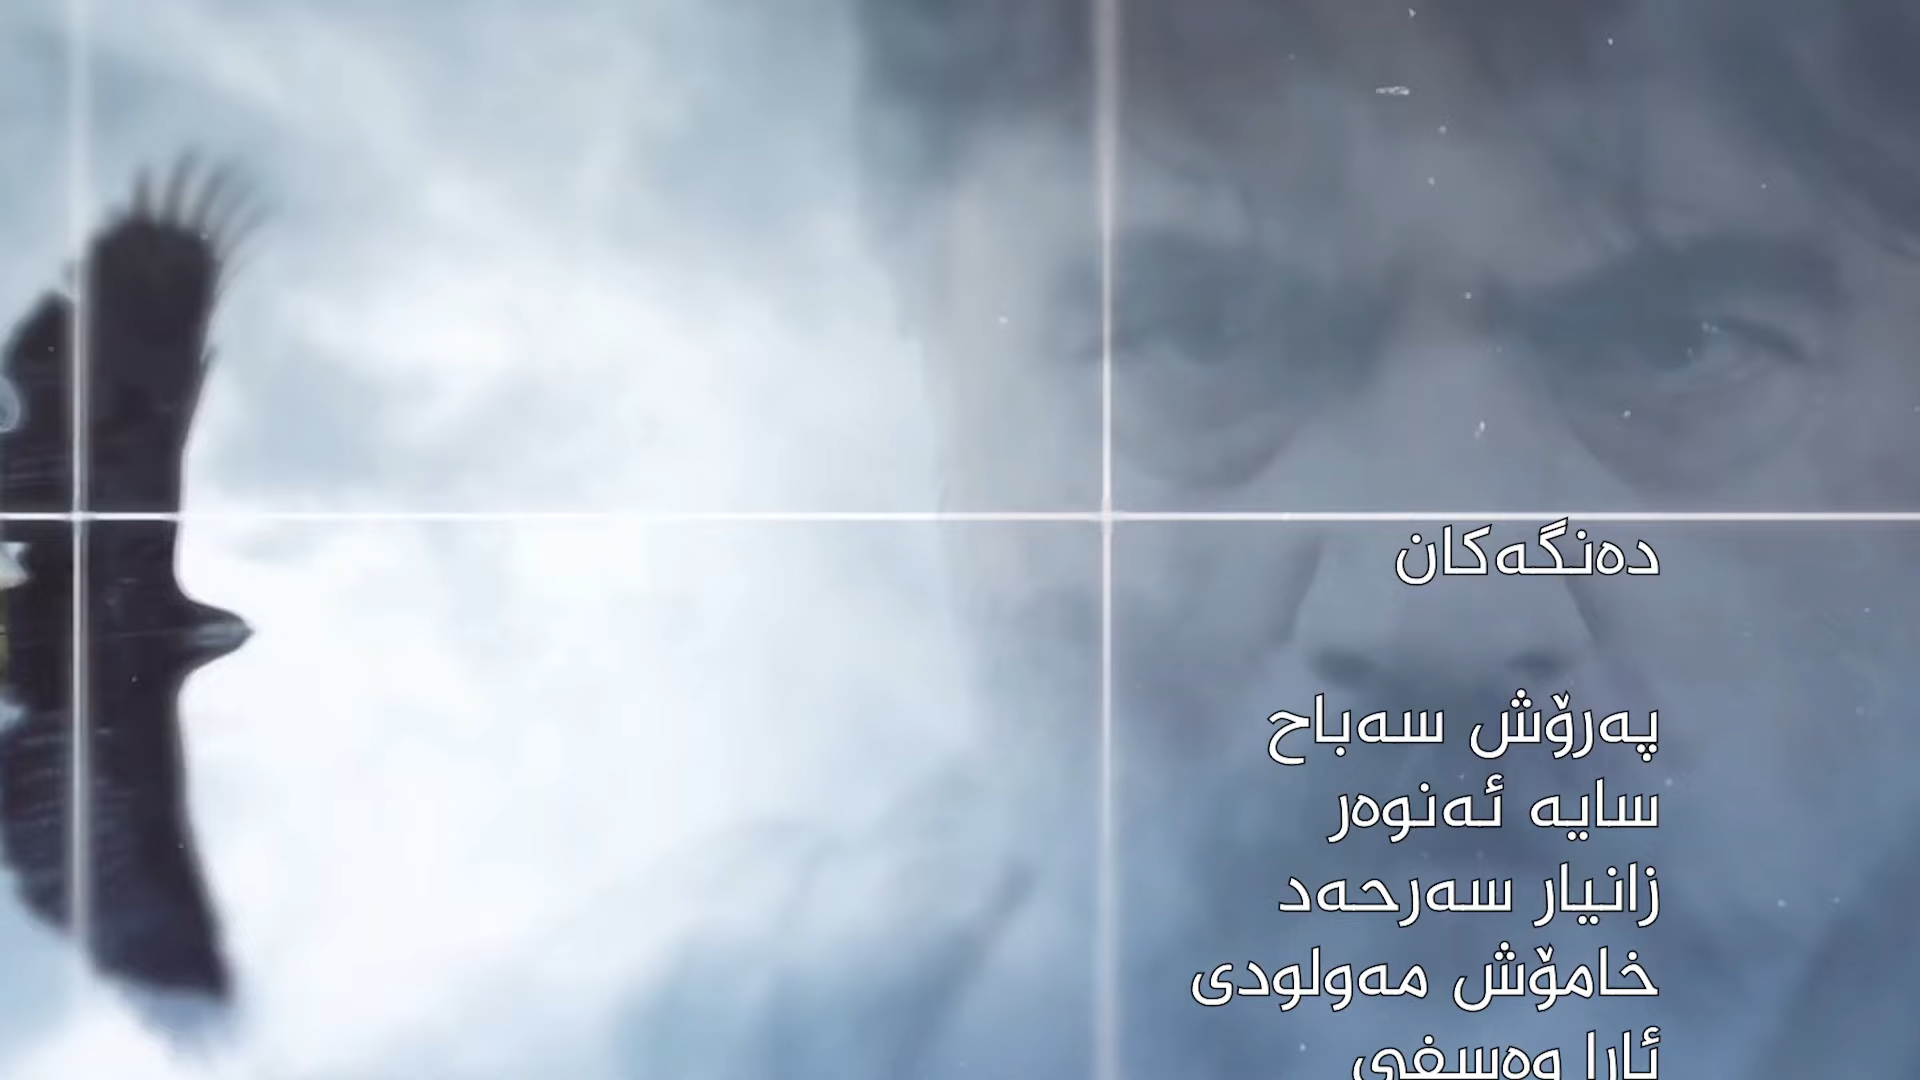 دەنگەکان
پەرۆش سەباح
سایە ئەنوەر
زانیار سەرحەد
خامۆش مەولودی
ئارا وەسفی